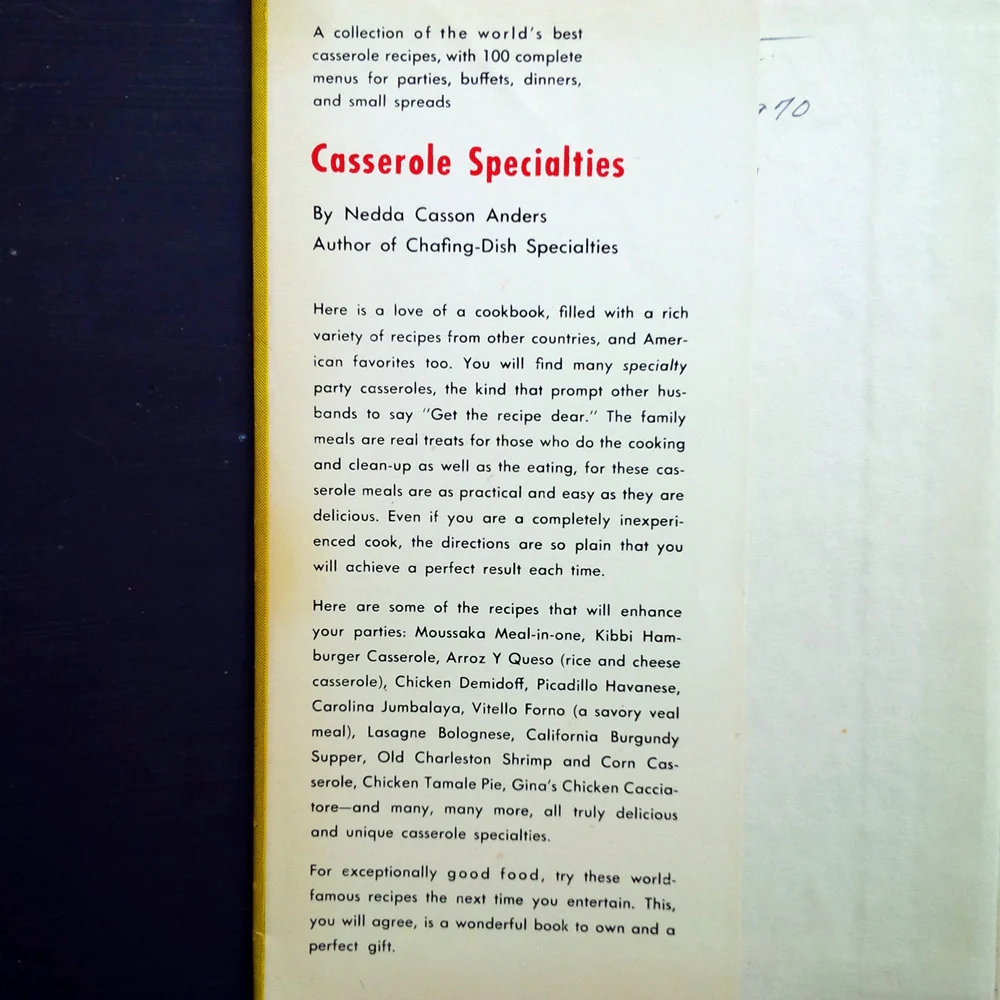 A collection of the world's best
casserole recipes, with 100 complete
menus for parties, buffets, dinners,
and small spreads
70
Casserole Specialties
By Nedda Casson Anders
Author of Chafing-Dish Specialties
Here is a love of a cookbook, filled with a rich
variety of recipes from other countries, and Amer-
ican favorites too. You will find many specialty
party casseroles, the kind that prompt other hus-
bands to say "Get the recipe dear." The family
meals are real treats for those who do the cooking
and clean-up as well as the eating, for these cas-
serole meals are as practical and easy as they are
delicious. Even if you are a completely inexperi-
enced cook, the directions are so plain that you
will achieve a perfect result each time.
Here are some of the recipes that will enhance
your parties: Moussaka Meal-in-one, Kibbi Ham-
burger Casserole, Arroz Y Queso (rice and cheese
casserole), Chicken Demidoff, Picadillo Havanese,
Carolina Jumbalaya, Vitello Forno (a savory veal
meal), Lasagne Bolognese, California Burgundy
Supper, Old Charleston Shrimp and Corn Cas-
serole, Chicken Tamale Pie, Gina's Chicken Caccia-
tore—and many, many more, all truly delicious
and unique casserole specialties.
For exceptionally good food, try these world-
famous recipes the next time you entertain. This,
you will agree, is a wonderful book to own and a
perfect gift.